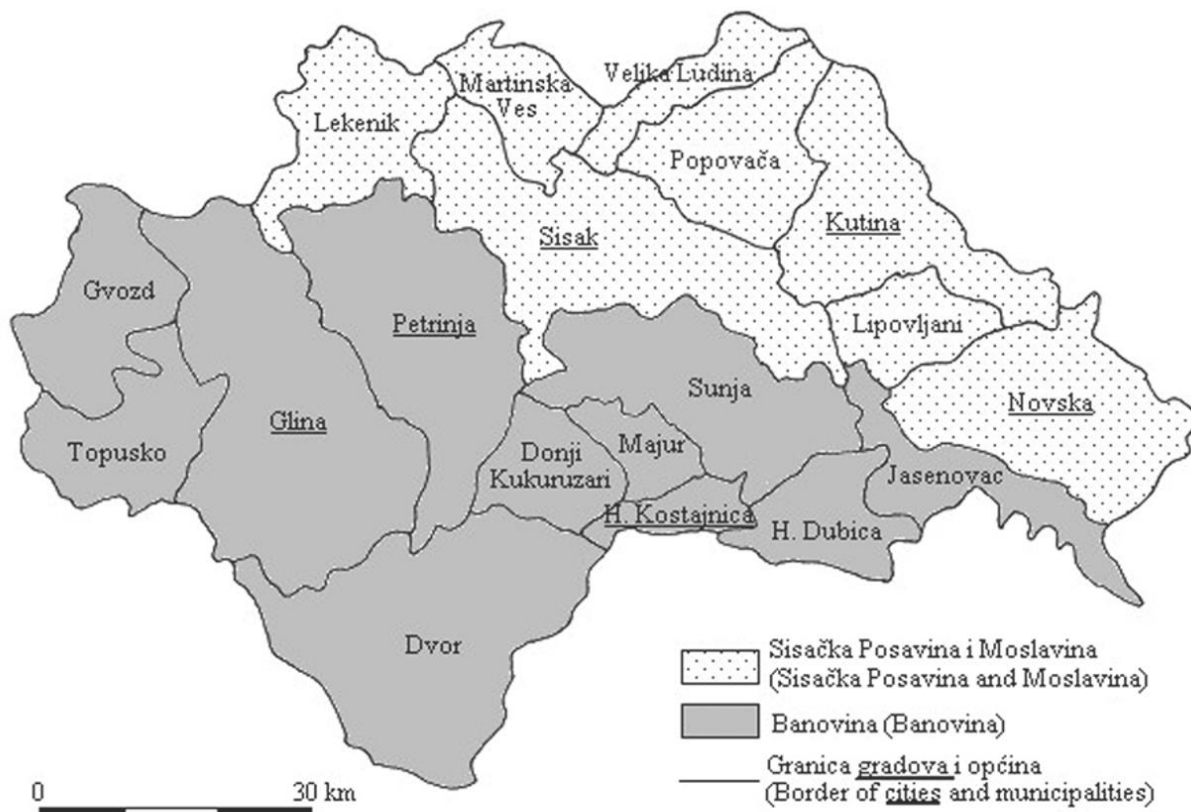 Velika Ludina
Martinska
Ves
Lekenik
Popovača
Kutina
Sisak
Gvozd
Petrinja
Lipovljani
Sunja
Novska
Glina
Topusko
Majur
Donji
Kukuruzari
Jasenovac
H. Kostajnica
H. Dubica
Dvor
Sisačka Posavina i Moslavina
(Sisačka Posavina and Moslavina)
Banovina (Banovina)
Granica gradova i općina
(Border of cities and municipalities)
0 30 km